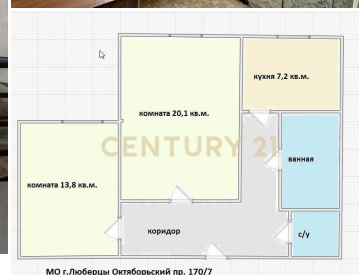 кухня 7,2 кв.м.
комната 20,1 кв.м.
CENTURY 21
ванная
комната 13,8 кв.м.
коридор
с/у
МО г.Люберцы Октяборьский пр. 170/7